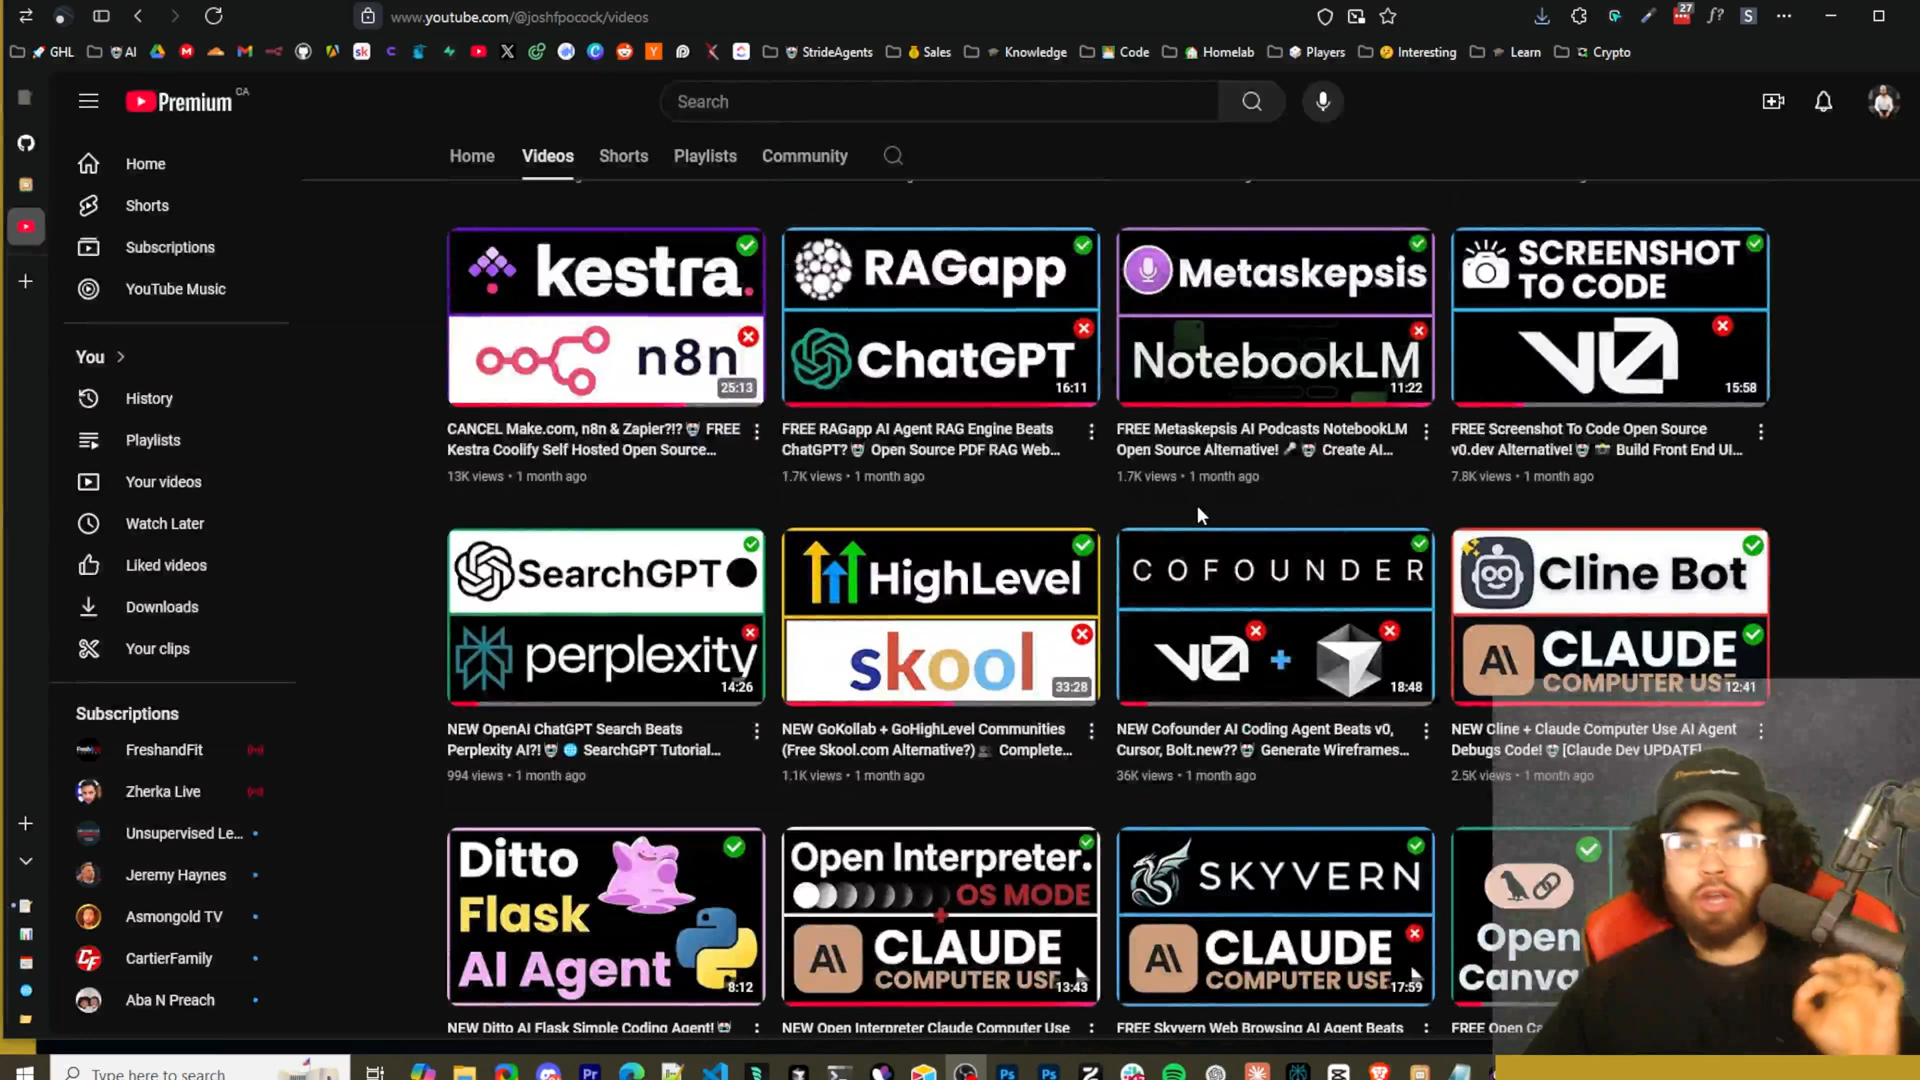 www.youtube.com/@joshfpocock/videos
27
GHL
AI
sk
StrideAgents
Sales
Knowledge
Code
Homelab
Players
Interesting
Learn
Crypto
Premium CA
Search
Home
Shorts
Subscriptions
YouTube Music
You
History
Playlists
Your videos
Watch Later
Liked videos
Downloads
Your clips
Subscriptions
FreshandFit
Zherka Live
Unsupervised Le...
Jeremy Haynes
Asmongold TV
CartierFamily
Aba N Preach
Home Videos Shorts Playlists Community
kestra.
n8n
25:13
CANCEL Make.com, n8n & Zapier?!? FREE
Kestra Coolify Self Hosted Open Source...
13K views • 1 month ago
RAGapp
ChatGPT
16:11
FREE RAGapp AI Agent RAG Engine Beats
ChatGPT? Open Source PDF RAG Web...
1.7K views • 1 month ago
Metaskepsis
NotebookLM
11:22
FREE Metaskepsis AI Podcasts NotebookLM
Open Source Alternative! Create AI...
1.7K views • 1 month ago
SCREENSHOT
TO CODE
v0
15:58
FREE Screenshot To Code Open Source
v0.dev Alternative! Build Front End UI...
7.8K views • 1 month ago
SearchGPT
perplexity
14:26
NEW OpenAI ChatGPT Search Beats
Perplexity AI?! SearchGPT Tutorial...
994 views • 1 month ago
HighLevel
skool
33:28
NEW GoKollab + GoHighLevel Communities
(Free Skool.com Alternative?) Complete...
1.1K views • 1 month ago
COFOUNDER
v0 +
18:48
NEW Cofounder AI Coding Agent Beats v0,
Cursor, Bolt.new?? Generate Wireframes...
36K views • 1 month ago
Cline Bot
CLAUDE
COMPUTER USE
12:41
NEW Cline + Claude Computer Use AI Agent
Debugs Code! [Claude Dev UPDATE]
2.5K views • 1 month ago
Ditto
Flask
AI Agent
8:12
NEW Ditto AI Flask Simple Coding Agent!
Open Interpreter.
OS MODE
CLAUDE
COMPUTER USE
13:43
NEW Open Interpreter Claude Computer Use
SKYVERN
CLAUDE
COMPUTER USE
17:59
FREE Skyvern Web Browsing AI Agent Beats
Open
Canva
FREE Open Ca
Type here to search